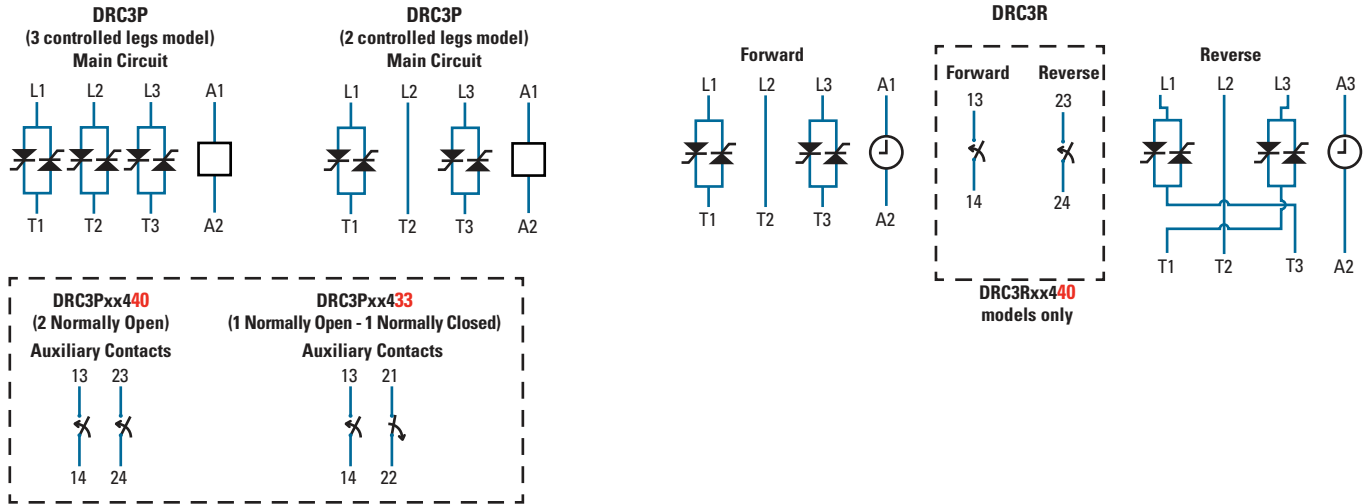 DRC3P
(3 controlled legs model)
Main Circuit
L1 L2 L3 A1
T1 T2 T3 A2
DRC3P
(2 controlled legs model)
Main Circuit
L1 L2 L3 A1
T1 T2 T3 A2
DRC3Pxx440
(2 Normally Open)
Auxiliary Contacts
13 23
14 24
DRC3Pxx433
(1 Normally Open - 1 Normally Closed)
Auxiliary Contacts
13 21
14 22
DRC3R
Forward
L1 L2 L3 A1
T1 T2 T3 A2
Forward Reverse
13 23
14 24
DRC3Rxx440
models only
Reverse
L1 L2 L3 A3
T1 T2 T3 A2